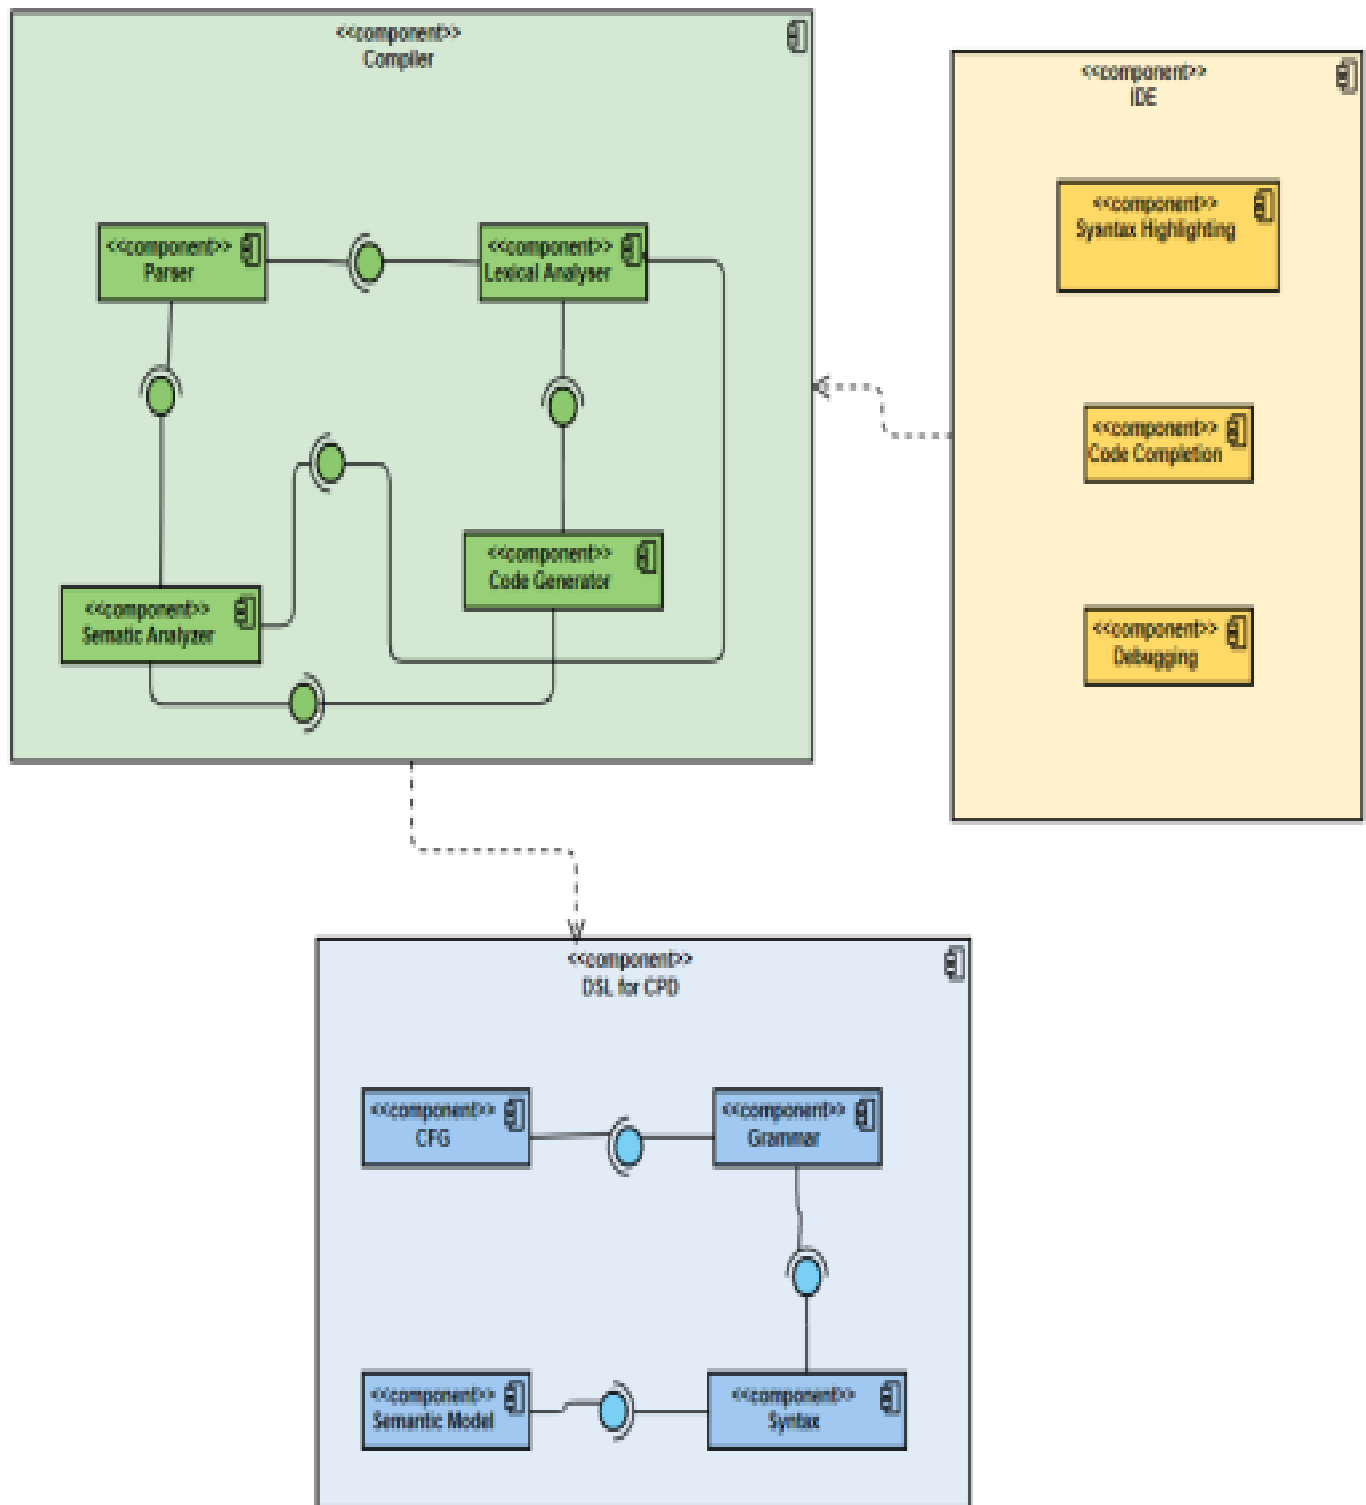 <<component>>
Compiler
<<component>>
IDE
<<component>>
Syantax Highlighting
<<component>>
Parser
<<component>>
Lexical Analyser
<<component>>
Code Completion
<<component>>
Code Generator
<<component>>
Sematic Analyzer
<<component>>
Debugging
<<component>>
DSL for CPD
<<component>>
CFG
<<component>>
Grammar
<<component>>
Semantic Model
<<component>>
Syntax